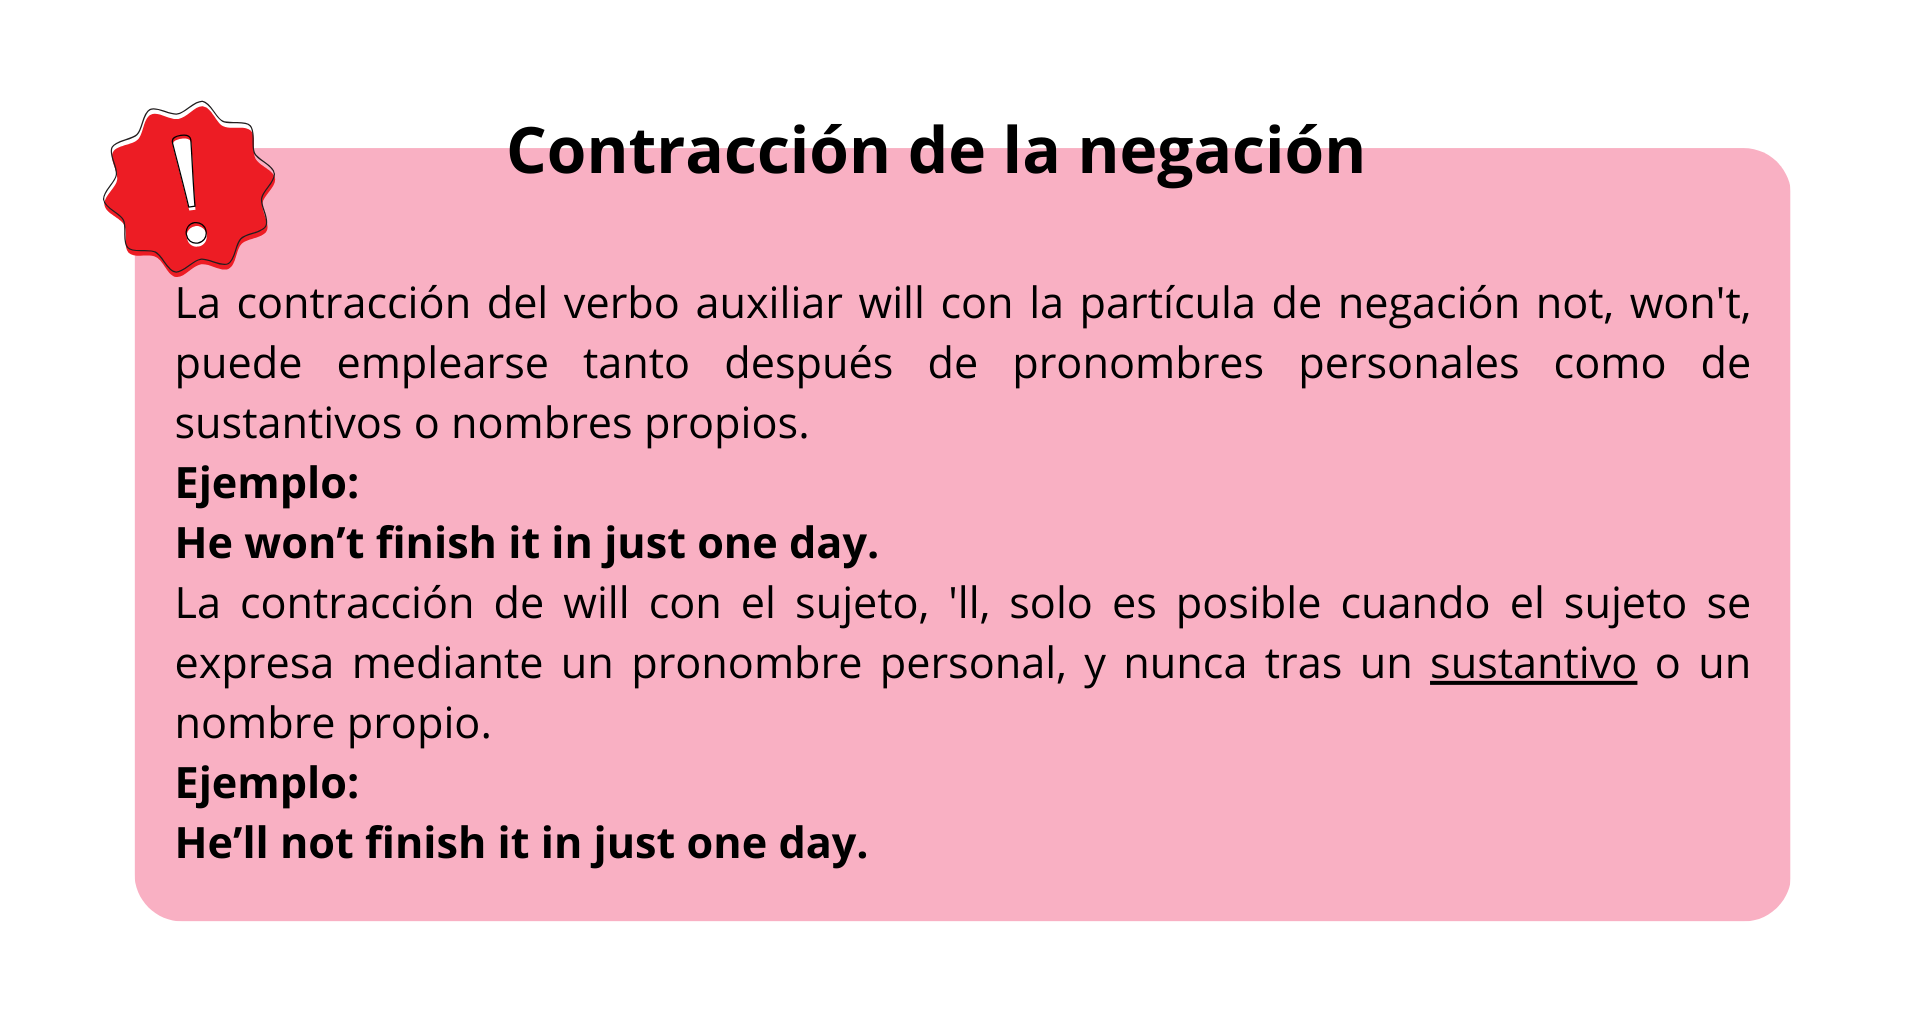 Contracción de la negación
La contracción del verbo auxiliar will con la partícula de negación not, won't,
puede emplearse tanto después de pronombres personales como de
sustantivos o nombres propios.
Ejemplo:
He won’t finish it in just one day.
La contracción de will con el sujeto, 'll, solo es posible cuando el sujeto se
expresa mediante un pronombre personal, y nunca tras un sustantivo o un
nombre propio.
Ejemplo:
He’ll not finish it in just one day.